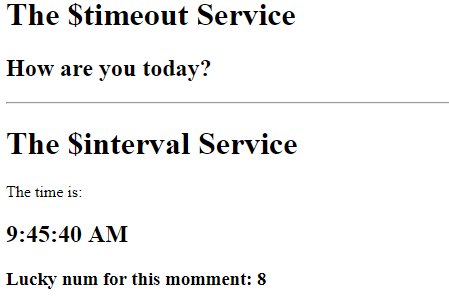 The $timeout Service
How are you today?
The $interval Service
The time is:
9:45:40 AM
Lucky num for this momment: 8